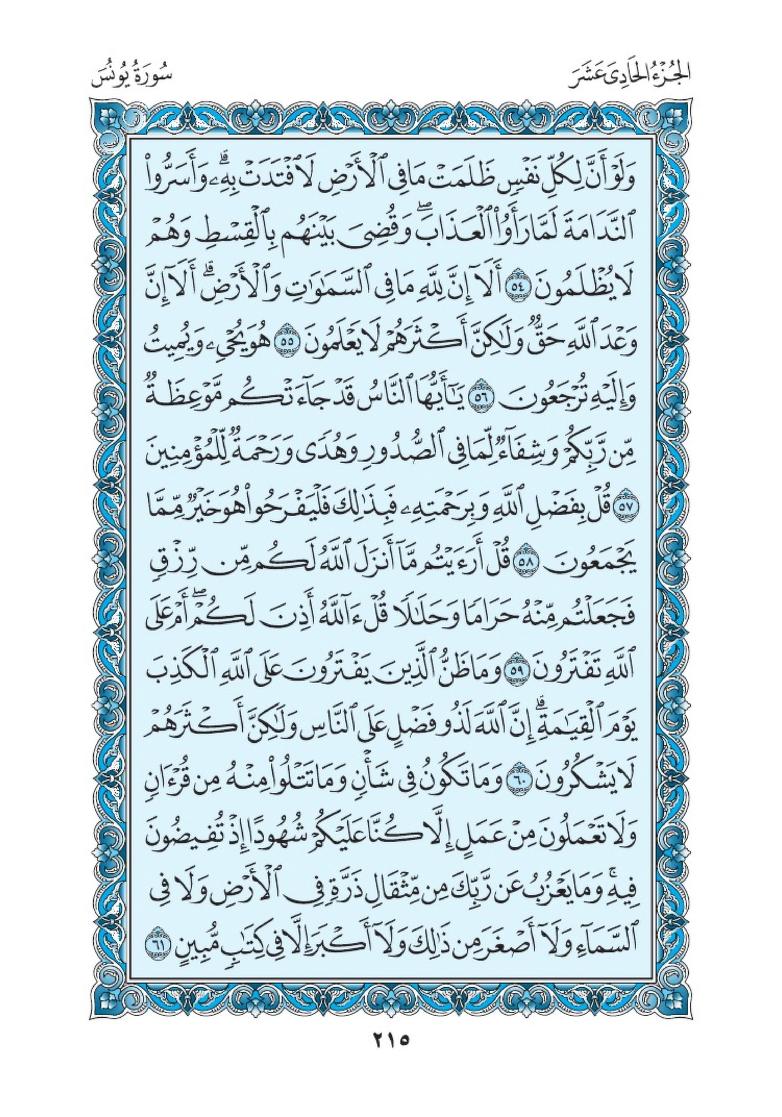 الجُزْءُ الحَادِىَ عَشَرَ
سُورَةُ يُونُسَ
وَلَوْ أَنَّ لِكُلِّ نَفْسٍ ظَلَمَتْ مَا فِى ٱلْأَرْضِ لَٱفْتَدَتْ بِهِۦۗ وَأَسَرُّوا۟
ٱلنَّدَامَةَ لَمَّا رَأَوُا۟ ٱلْعَذَابَۖ وَقُضِىَ بَيْنَهُم بِٱلْقِسْطِ وَهُمْ
لَا يُظْلَمُونَ ٥٤ أَلَآ إِنَّ لِلَّهِ مَا فِى ٱلسَّمَٰوَٰتِ وَٱلْأَرْضِۗ أَلَآ إِنَّ
وَعْدَ ٱللَّهِ حَقٌّ وَلَٰكِنَّ أَكْثَرَهُمْ لَا يَعْلَمُونَ ٥٥ هُوَ يُحْىِۦ وَيُمِيتُ
وَإِلَيْهِ تُرْجَعُونَ ٥٦ يَٰٓأَيُّهَا ٱلنَّاسُ قَدْ جَآءَتْكُم مَّوْعِظَةٌ
مِّن رَّبِّكُمْ وَشِفَآءٌ لِّمَا فِى ٱلصُّدُورِ وَهُدًى وَرَحْمَةٌ لِّلْمُؤْمِنِينَ
٥٧ قُلْ بِفَضْلِ ٱللَّهِ وَبِرَحْمَتِهِۦ فَبِذَٰلِكَ فَلْيَفْرَحُوا۟ هُوَ خَيْرٌ مِّمَّا
يَجْمَعُونَ ٥٨ قُلْ أَرَءَيْتُم مَّآ أَنزَلَ ٱللَّهُ لَكُم مِّن رِّزْقٍ
فَجَعَلْتُم مِّنْهُ حَرَامًا وَحَلَٰلًا قُلْ ءَآللَّهُ أَذِنَ لَكُمْۖ أَمْ عَلَى
ٱللَّهِ تَفْتَرُونَ ٥٩ وَمَا ظَنُّ ٱلَّذِينَ يَفْتَرُونَ عَلَى ٱللَّهِ ٱلْكَذِبَ
يَوْمَ ٱلْقِيَٰمَةِۗ إِنَّ ٱللَّهَ لَذُو فَضْلٍ عَلَى ٱلنَّاسِ وَلَٰكِنَّ أَكْثَرَهُمْ
لَا يَشْكُرُونَ ٦٠ وَمَا تَكُونُ فِى شَأْنٍ وَمَا تَتْلُوا۟ مِنْهُ مِن قُرْءَانٍ
وَلَا تَعْمَلُونَ مِنْ عَمَلٍ إِلَّا كُنَّا عَلَيْكُمْ شُهُودًا إِذْ تُفِيضُونَ
فِيهِۚ وَمَا يَعْزُبُ عَن رَّبِّكَ مِن مِّثْقَالِ ذَرَّةٍ فِى ٱلْأَرْضِ وَلَا فِى
ٱلسَّمَآءِ وَلَآ أَصْغَرَ مِن ذَٰلِكَ وَلَآ أَكْبَرَ إِلَّا فِى كِتَٰبٍ مُّبِينٍ ٦١
٢١٥